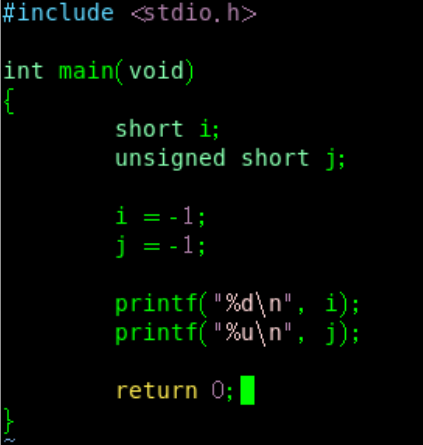 #include <stdio.h>
int main(void)
{
short i;
unsigned short j;
i = -1;
j = -1;
printf("%d\n", i);
printf("%u\n", j);
return 0;
}
~